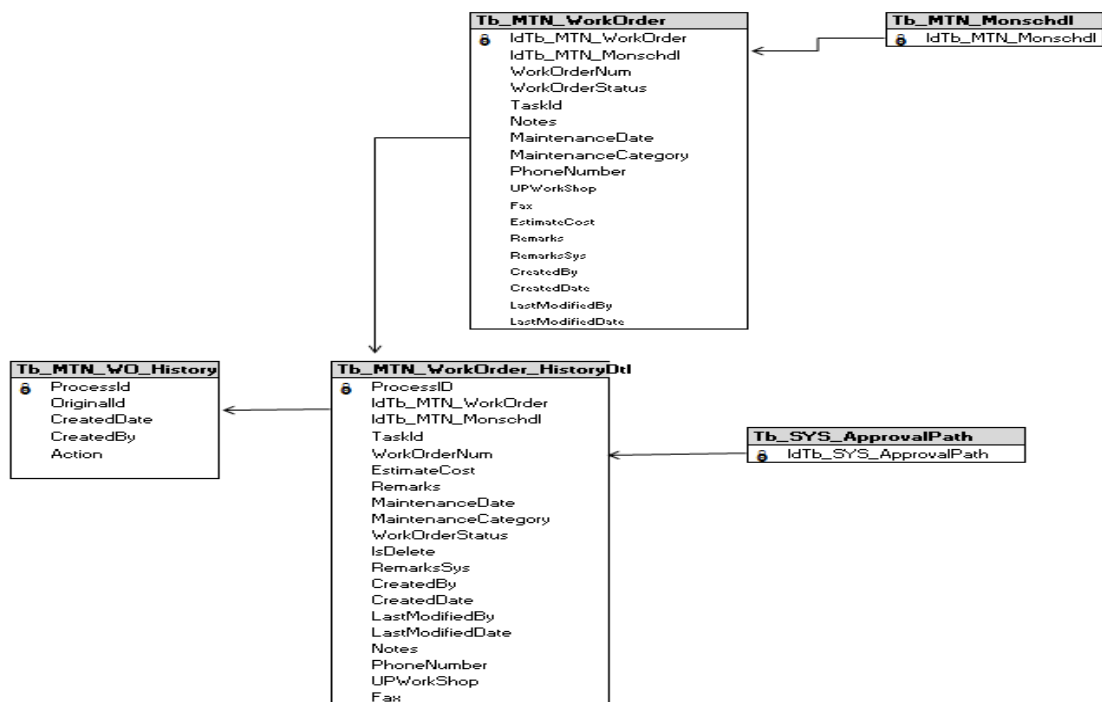 Tb_MTN_WorkOrder
IdTb_MTN_WorkOrder
IdTb_MTN_Monschdl
WorkOrderNum
WorkOrderStatus
TaskId
Notes
MaintenanceDate
MaintenanceCategory
PhoneNumber
UPWorkShop
Fax
EstimateCost
Remarks
RemarksSys
CreatedBy
CreatedDate
LastModifiedBy
LastModifiedDate
Tb_MTN_Monschdl
IdTb_MTN_Monschdl
Tb_MTN_WO_History
ProcessId
OriginalId
CreatedDate
CreatedBy
Action
Tb_MTN_WorkOrder_HistoryDtl
ProcessID
IdTb_MTN_WorkOrder
IdTb_MTN_Monschdl
TaskId
WorkOrderNum
EstimateCost
Remarks
MaintenanceDate
MaintenanceCategory
WorkOrderStatus
IsDelete
RemarksSys
CreatedBy
CreatedDate
LastModifiedBy
LastModifiedDate
Notes
PhoneNumber
UPWorkShop
Fax
Tb_SYS_ApprovalPath
IdTb_SYS_ApprovalPath